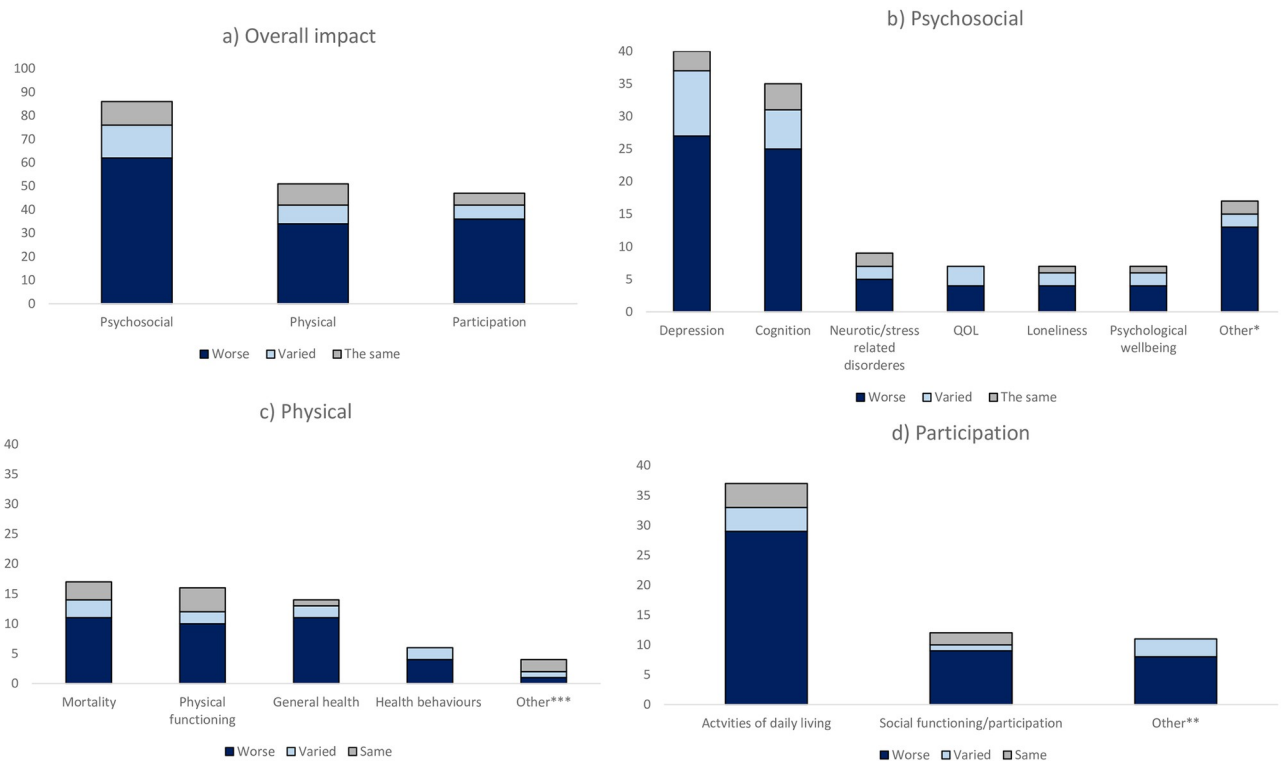 a) Overall impact
100
90
80
70
60
50
40
30
20
10
0
Psychosocial Physical Participation
Worse Varied The same
b) Psychosocial
40
35
30
25
20
15
10
5
0
Depression Cognition Neurotic/stress QOL Loneliness Psychological Other*
related wellbeing
disorderes
Worse Varied The same
c) Physical
40
35
30
25
20
15
10
5
0
Mortality Physical General health Health behaviours Other***
functioning
Worse Varied Same
d) Participation
40
35
30
25
20
15
10
5
0
Actvities of daily living Social functioning/participation Other**
Worse Varied Same